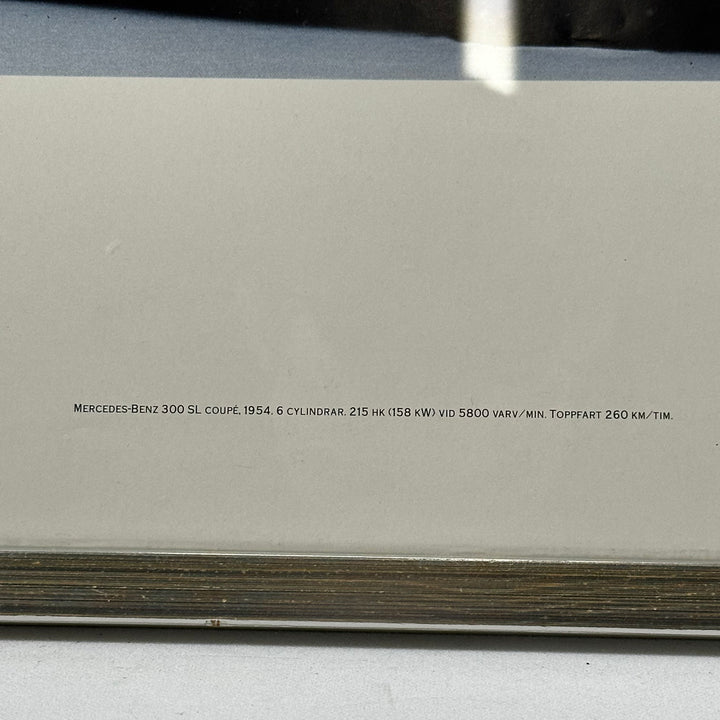 Mercedes-Benz 300 SL coupé, 1954. 6 cylindrar. 215 hk (158 kW) vid 5800 varv/min. Toppfart 260 km/tim.